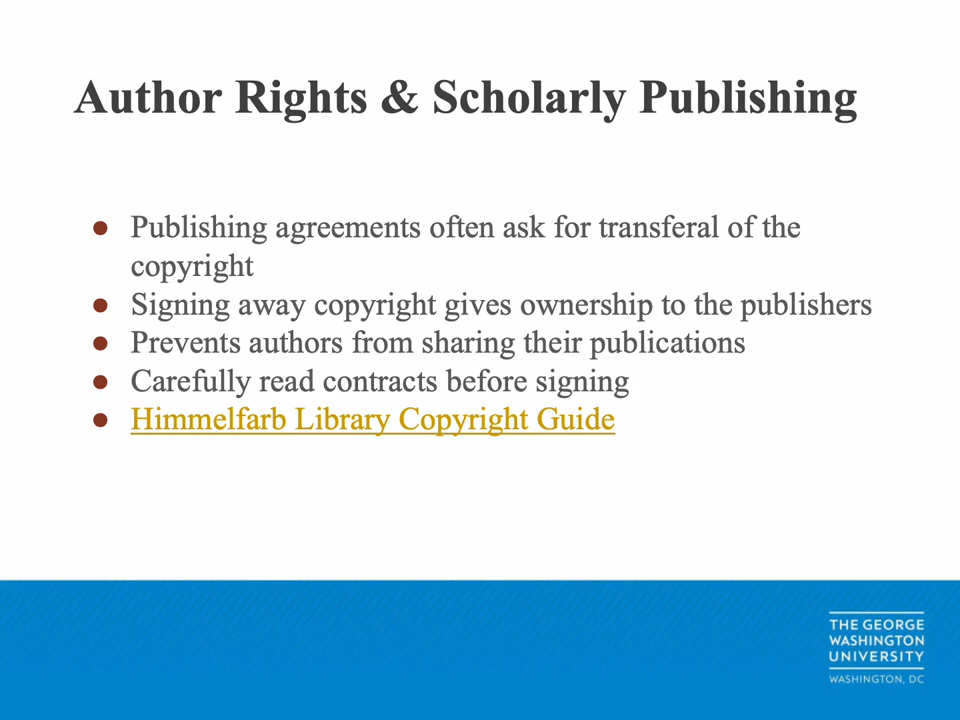 Author Rights & Scholarly Publishing
● Publishing agreements often ask for transferal of the
copyright
● Signing away copyright gives ownership to the publishers
● Prevents authors from sharing their publications
● Carefully read contracts before signing
● Himmelfarb Library Copyright Guide
THE GEORGE
WASHINGTON
UNIVERSITY
WASHINGTON, DC